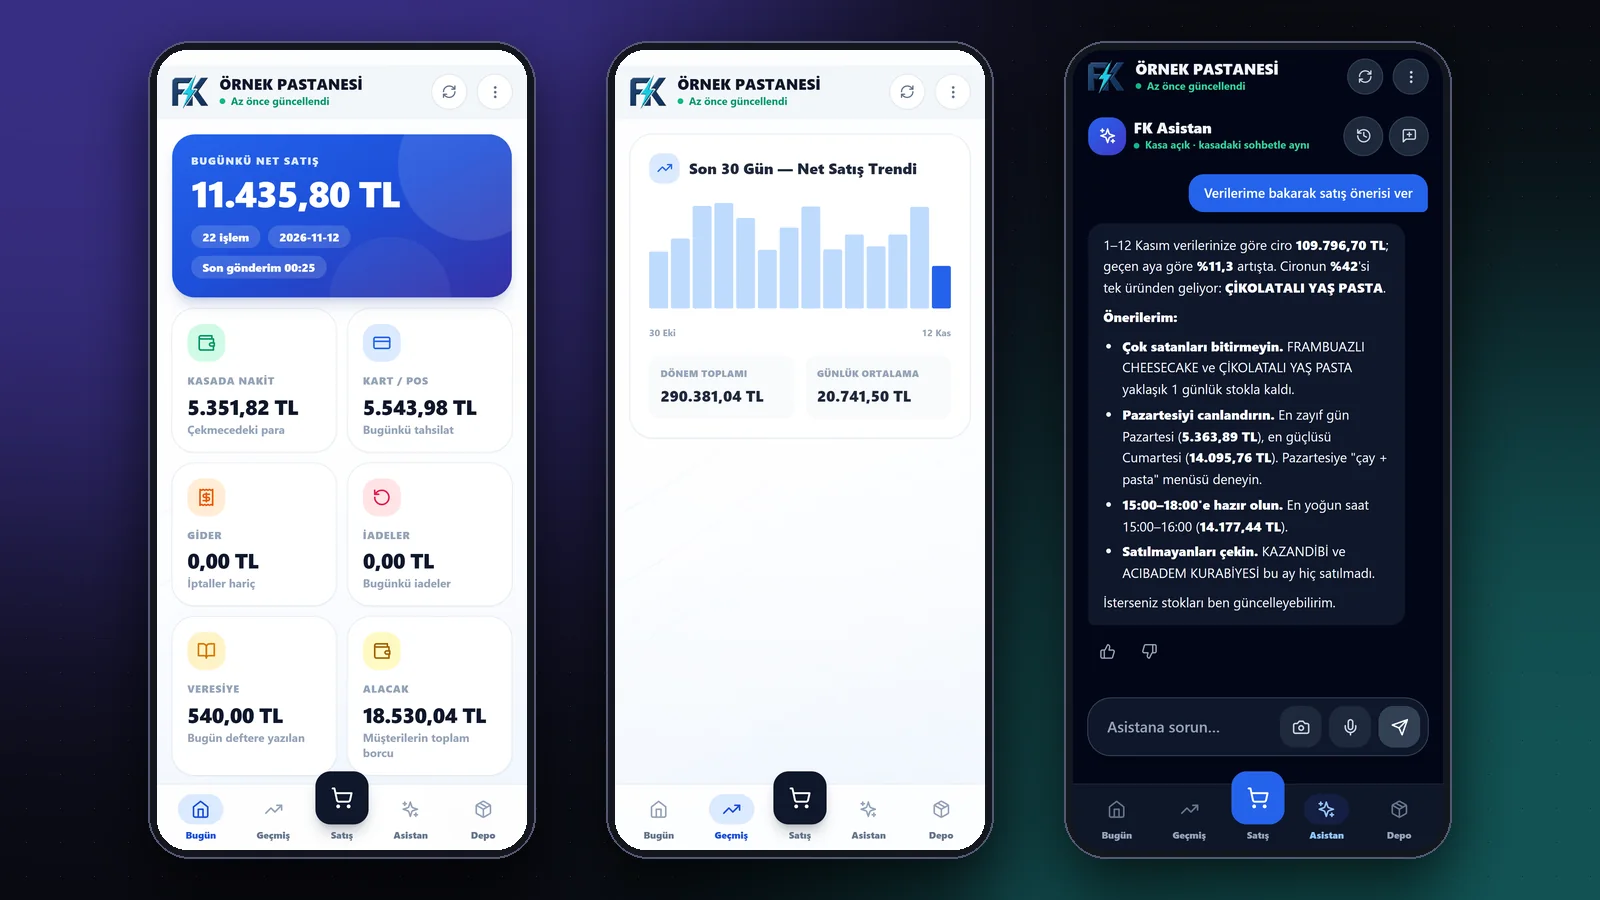 FK
ÖRNEK PASTANESİ
Az önce güncellendi
BUGÜNKÜ NET SATIŞ
11.435,80 TL
22 işlem
2026-11-12
Son gönderim 00:25
KASADA NAKİT
5.351,82 TL
Çekmecedeki para
KART / POS
5.543,98 TL
Bugünkü tahsilat
GİDER
0,00 TL
İptaller hariç
İADELER
0,00 TL
Bugünkü iadeler
VERESİYE
540,00 TL
Bugün deftere yazılan
ALACAK
18.530,04 TL
Müşterilerin toplam
borcu
Bugün
Geçmiş
Satış
Asistan
Depo
FK
ÖRNEK PASTANESİ
Az önce güncellendi
Son 30 Gün — Net Satış Trendi
30 Eki
12 Kas
DÖNEM TOPLAMI
290.381,04 TL
GÜNLÜK ORTALAMA
20.741,50 TL
Bugün
Geçmiş
Satış
Asistan
Depo
FK
ÖRNEK PASTANESİ
Az önce güncellendi
FK Asistan
Kasa açık · kasadaki sohbetle aynı
Verilerime bakarak satış önerisi ver
1–12 Kasım verilerinize göre ciro 109.796,70 TL;
geçen aya göre %11,3 artışta. Cironun %42'si
tek üründen geliyor: ÇİKOLATALI YAŞ PASTA.
Önerilerim:
• Çok satanları bitirmeyin. FRAMBUAZLI
CHEESECAKE ve ÇİKOLATALI YAŞ PASTA
yaklaşık 1 günlük stokla kaldı.
• Pazartesiyi canlandırın. En zayıf gün
Pazartesi (5.363,89 TL), en güçlüsü
Cumartesi (14.095,76 TL). Pazartesiye "çay +
pasta" menüsü deneyin.
• 15:00–18:00'e hazır olun. En yoğun saat
15:00–16:00 (14.177,44 TL).
• Satılmayanları çekin. KAZANDİBİ ve
ACIBADEM KURABİYESİ bu ay hiç satılmadı.
İsterseniz stokları ben güncelleyebilirim.
Asistana sorun...
Bugün
Geçmiş
Satış
Asistan
Depo